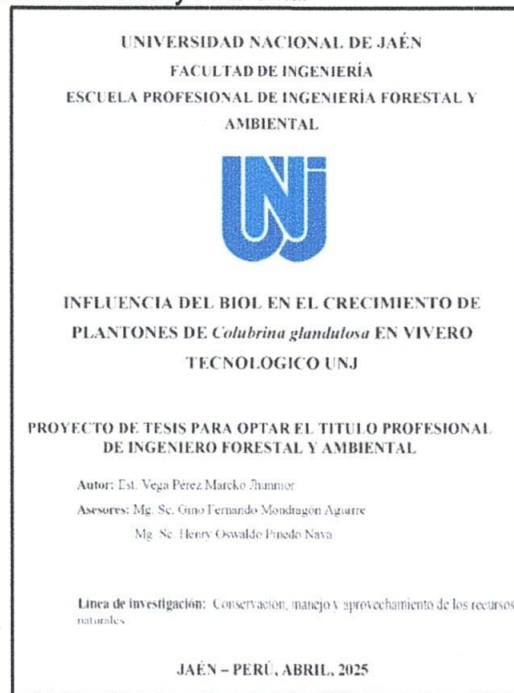 UNIVERSIDAD NACIONAL DE JAÉN
FACULTAD DE INGENIERÍA
ESCUELA PROFESIONAL DE INGENIERÍA FORESTAL Y
AMBIENTAL
UNJ
INFLUENCIA DEL BIOL EN EL CRECIMIENTO DE
PLANTONES DE Colubrina glandulosa EN VIVERO
TECNOLOGICO UNJ
PROYECTO DE TESIS PARA OPTAR EL TITULO PROFESIONAL
DE INGENIERO FORESTAL Y AMBIENTAL
Autor: Est. Vega Pérez Marcko Jhunnior
Asesores: Mg. Sc. Gino Fernando Mondragón Aguirre
Mg. Sc. Henry Oswaldo Pinedo Nava
Línea de investigación: Conservación, manejo y aprovechamiento de los recursos
naturales
JAÉN – PERÚ, ABRIL, 2025